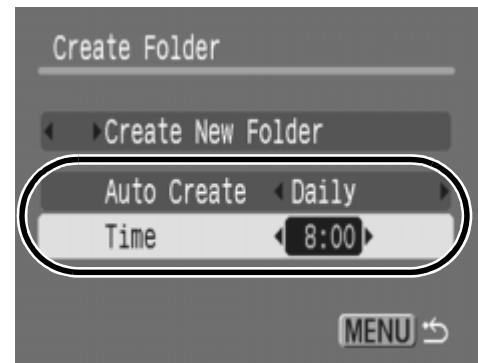 Create Folder
Create New Folder
Auto Create Daily
Time 8:00
MENU